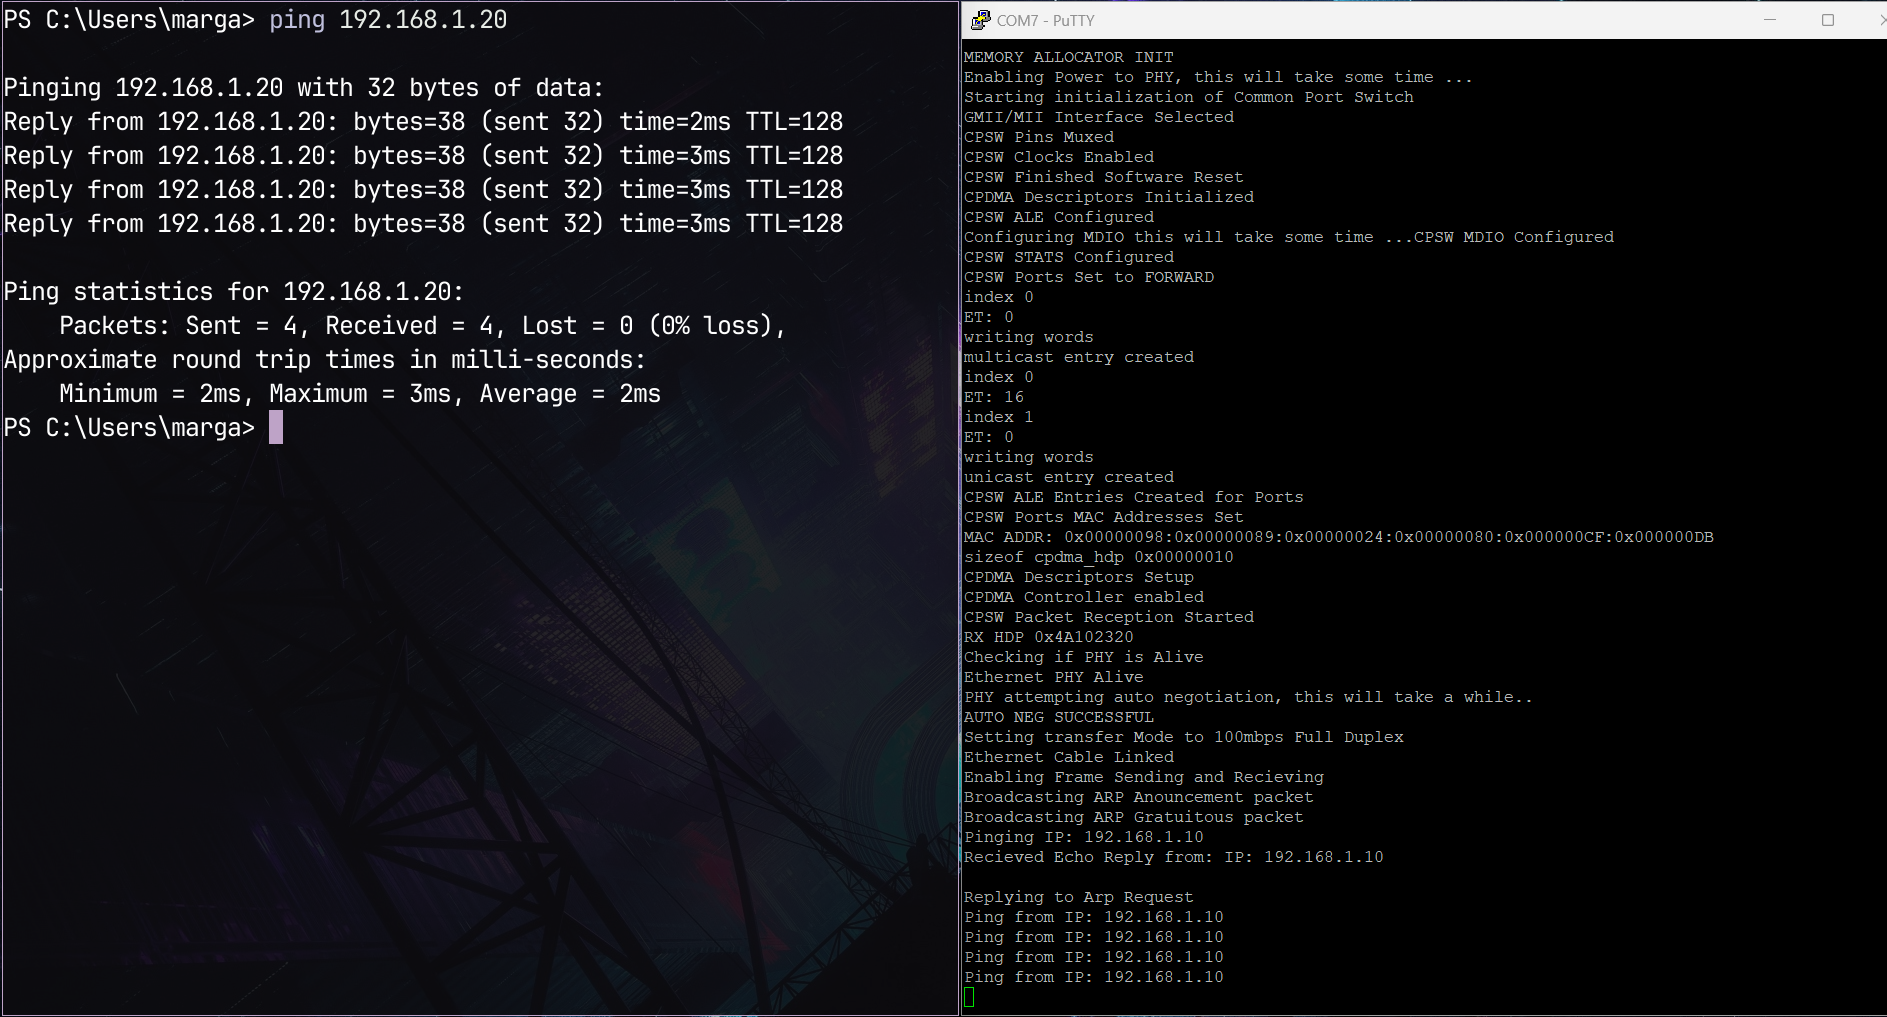 PS C:\Users\marga> ping 192.168.1.20

Pinging 192.168.1.20 with 32 bytes of data:
Reply from 192.168.1.20: bytes=38 (sent 32) time=2ms TTL=128
Reply from 192.168.1.20: bytes=38 (sent 32) time=3ms TTL=128
Reply from 192.168.1.20: bytes=38 (sent 32) time=3ms TTL=128
Reply from 192.168.1.20: bytes=38 (sent 32) time=3ms TTL=128

Ping statistics for 192.168.1.20:
    Packets: Sent = 4, Received = 4, Lost = 0 (0% loss),
Approximate round trip times in milli-seconds:
    Minimum = 2ms, Maximum = 3ms, Average = 2ms
PS C:\Users\marga>
COM7 - PuTTY
MEMORY ALLOCATOR INIT
Enabling Power to PHY, this will take some time ...
Starting initialization of Common Port Switch
GMII/MII Interface Selected
CPSW Pins Muxed
CPSW Clocks Enabled
CPSW Finished Software Reset
CPDMA Descriptors Initialized
CPSW ALE Configured
Configuring MDIO this will take some time ...CPSW MDIO Configured
CPSW STATS Configured
CPSW Ports Set to FORWARD
index 0
ET: 0
writing words
multicast entry created
index 0
ET: 16
index 1
ET: 0
writing words
unicast entry created
CPSW ALE Entries Created for Ports
CPSW Ports MAC Addresses Set
MAC ADDR: 0x00000098:0x00000089:0x00000024:0x00000080:0x000000CF:0x000000DB
sizeof cpdma_hdp 0x00000010
CPDMA Descriptors Setup
CPDMA Controller enabled
CPSW Packet Reception Started
RX HDP 0x4A102320
Checking if PHY is Alive
Ethernet PHY Alive
PHY attempting auto negotiation, this will take a while..
AUTO NEG SUCCESSFUL
Setting transfer Mode to 100mbps Full Duplex
Ethernet Cable Linked
Enabling Frame Sending and Recieving
Broadcasting ARP Anouncement packet
Broadcasting ARP Gratuitous packet
Pinging IP: 192.168.1.10
Recieved Echo Reply from: IP: 192.168.1.10

Replying to Arp Request
Ping from IP: 192.168.1.10
Ping from IP: 192.168.1.10
Ping from IP: 192.168.1.10
Ping from IP: 192.168.1.10